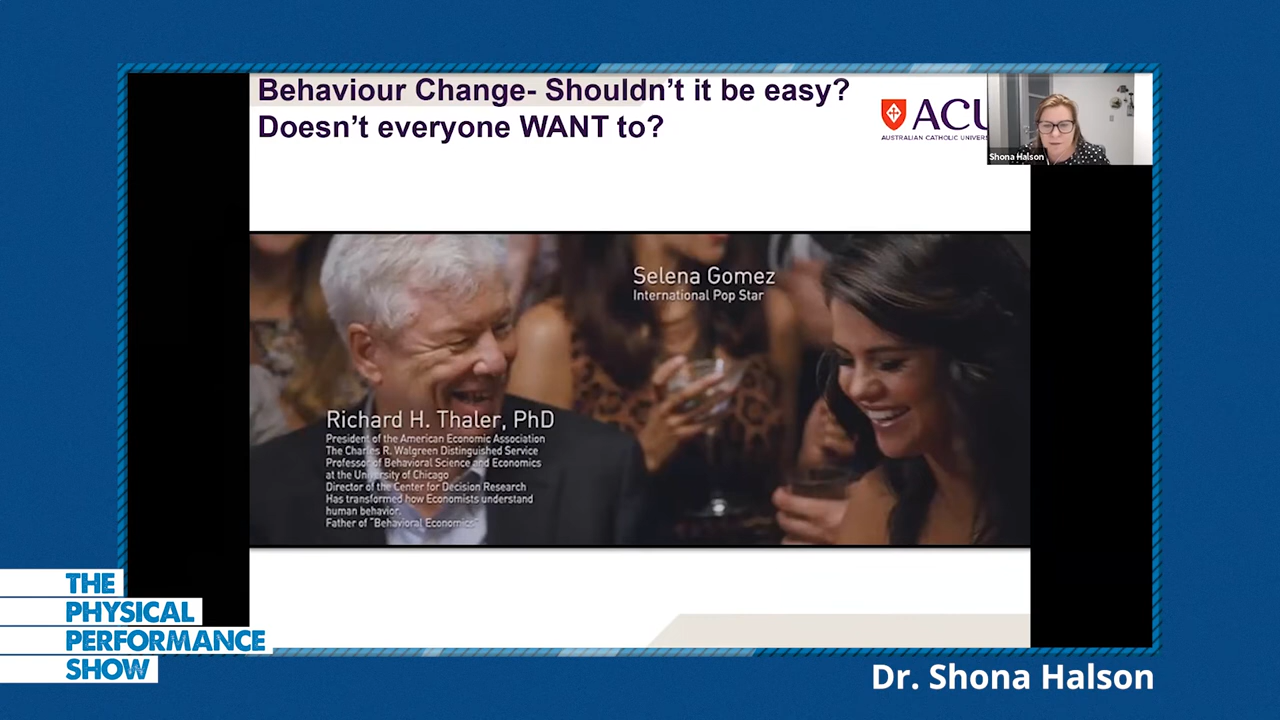 Behaviour Change- Shouldn't it be easy?
Doesn't everyone WANT to?
ACU
AUSTRALIAN CATHOLIC UNIVERS
Shona Halson
Selena Gomez
International Pop Star
Richard H. Thaler, PhD
President of the American Economic Association
The Charles R. Walgreen Distinguished Service
Professor of Behavioral Science and Economics
at the University of Chicago
Director of the Center for Decision Research
Has transformed how Economists understand
human behavior.
Father of "Behavioral Economics"
THE
PHYSICAL
PERFORMANCE
SHOW
Dr. Shona Halson